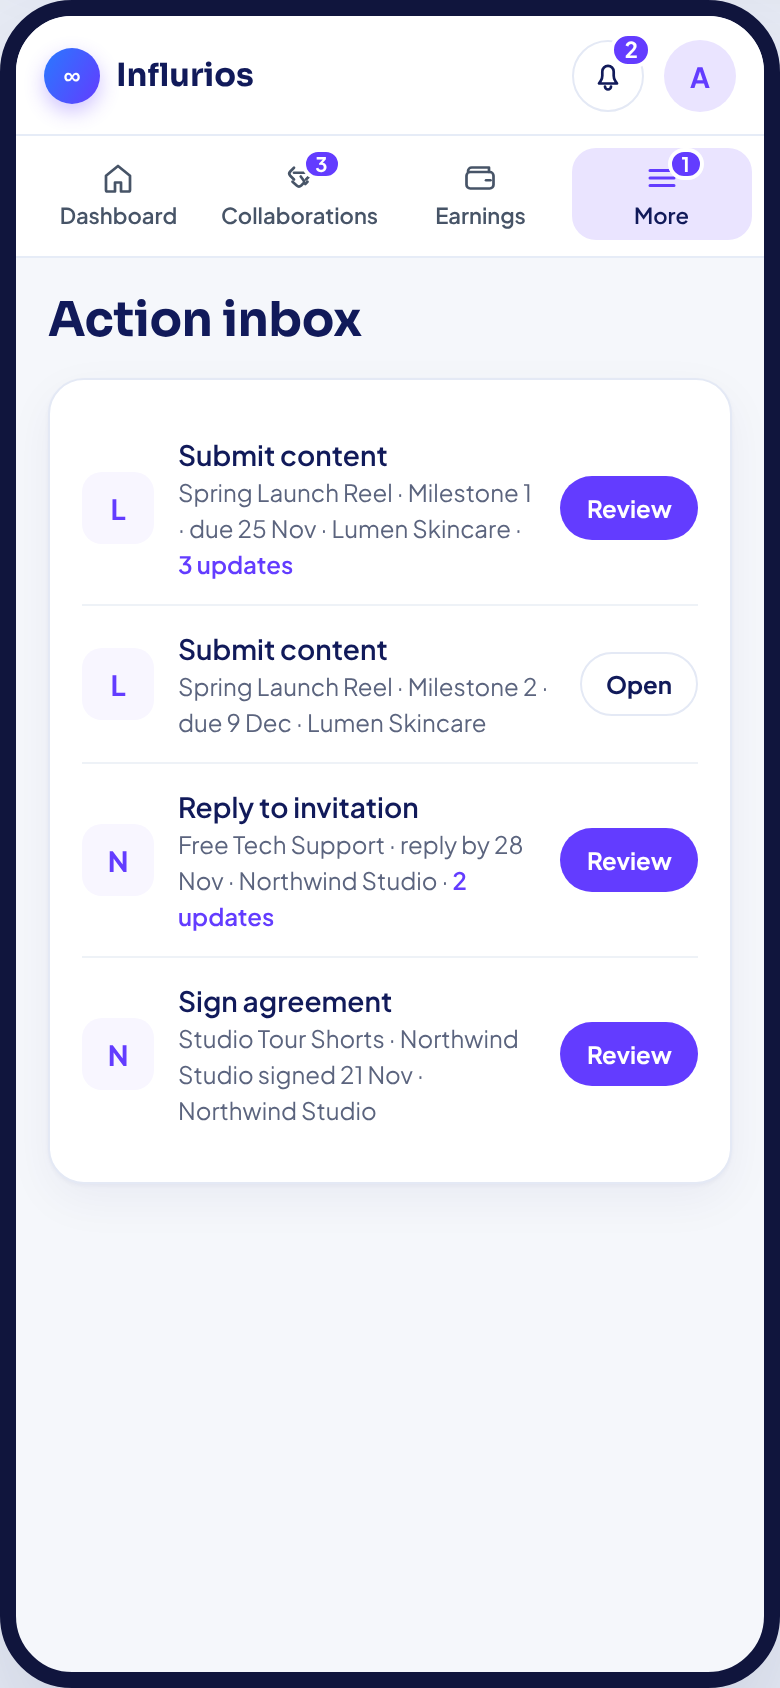 ∞ Influrios 2 A
Dashboard 3 Collaborations Earnings 1 More
Action inbox
L Submit content
Spring Launch Reel · Milestone 1
· due 25 Nov · Lumen Skincare ·
3 updates
Review
L Submit content
Spring Launch Reel · Milestone 2 ·
due 9 Dec · Lumen Skincare
Open
N Reply to invitation
Free Tech Support · reply by 28
Nov · Northwind Studio · 2
updates
Review
N Sign agreement
Studio Tour Shorts · Northwind
Studio signed 21 Nov ·
Northwind Studio
Review